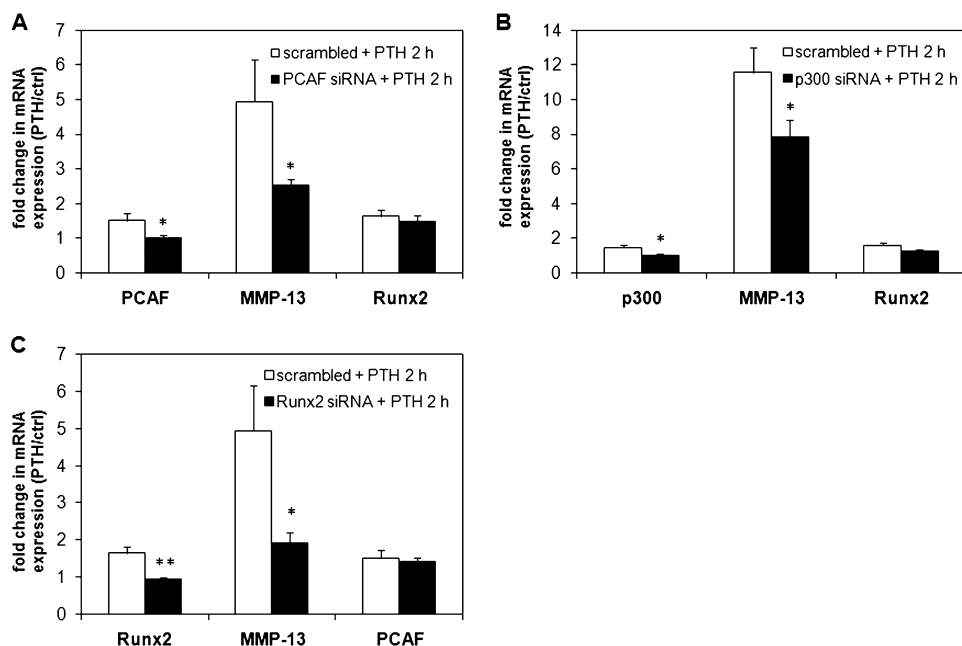 A
fold change in mRNA
expression (PTH/ctrl)
7
6
5
4
3
2
1
0
scrambled + PTH 2 h
PCAF siRNA + PTH 2 h
*
*
PCAF MMP-13 Runx2
B
fold change in mRNA
expression (PTH/ctrl)
14
12
10
8
6
4
2
0
scrambled + PTH 2 h
p300 siRNA + PTH 2 h
*
*
p300 MMP-13 Runx2
C
fold change in mRNA
expression (PTH/ctrl)
7
6
5
4
3
2
1
0
scrambled + PTH 2 h
Runx2 siRNA + PTH 2 h
**
*
Runx2 MMP-13 PCAF